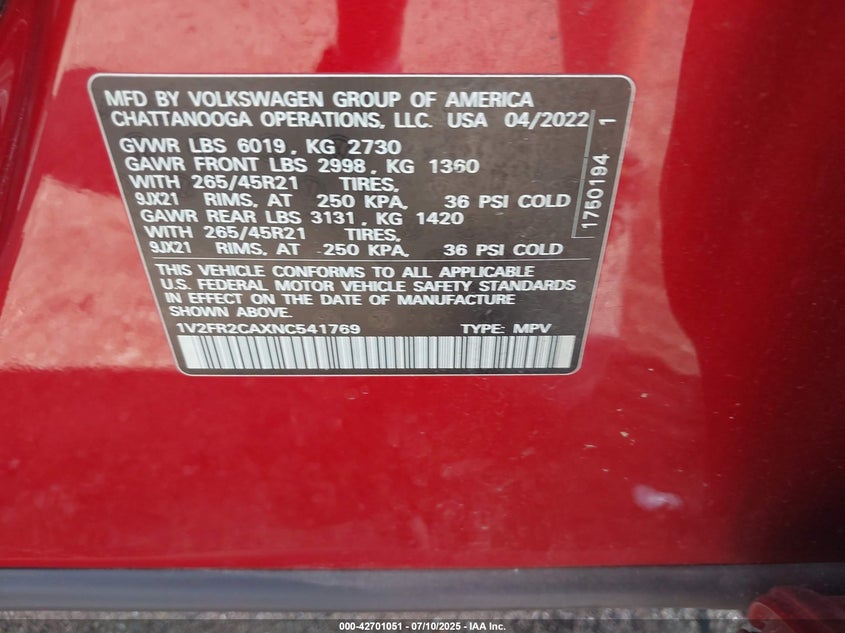 MFD BY VOLKSWAGEN GROUP OF AMERICA
CHATTANOOGA OPERATIONS, LLC. USA 04/2022
GVWR LBS 6019, KG 2730
GAWR FRONT LBS 2998, KG 1360
WITH 265/45R21 TIRES,
9JX21 RIMS, AT 250 KPA, 36 PSI COLD
GAWR REAR LBS 3131, KG 1420
WITH 265/45R21 TIRES,
9JX21 RIMS, AT 250 KPA, 36 PSI COLD
THIS VEHICLE CONFORMS TO ALL APPLICABLE
U.S. FEDERAL MOTOR VEHICLE SAFETY STANDARDS
IN EFFECT ON THE DATE OF MANUFACTURE
SHOWN ABOVE.
1V2FR2CAXNC541769 TYPE: MPV
1750194 1
000-42701051 - 07/10/2025 - IAA Inc.